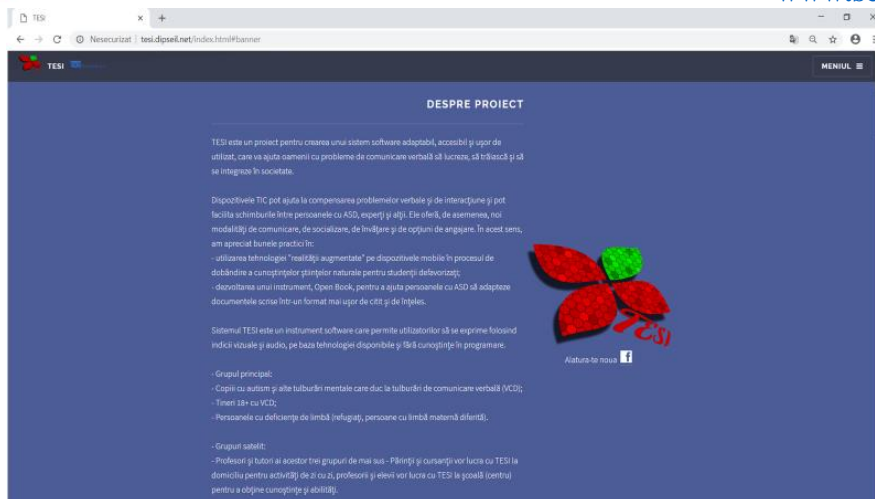 TESI
Nesecurizat | tesi.dipseil.net/index.html#banner
TESI
MENIUL
DESPRE PROIECT
TESI este un proiect pentru crearea unui sistem software adaptabil, accesibil și ușor de
utilizat, care va ajuta oamenii cu probleme de comunicare verbală să lucreze, să trăiască și să
se integreze în societate.
Dispozitivele TIC pot ajuta la compensarea problemelor verbale și de interacțiune și pot
facilita schimburile între persoanele cu ASD, experți și alții. Ele oferă, de asemenea, noi
modalități de comunicare, de socializare, de învățare și de opțiuni de angajare. În acest sens,
am apreciat bunele practici în:
- utilizarea tehnologiei "realității augmentate" pe dispozitivele mobile în procesul de
dobândire a cunoștințelor științelor naturale pentru studenții defavorizați;
- dezvoltarea unui instrument, Open Book, pentru a ajuta persoanele cu ASD să adapteze
documentele scrise într-un format mai ușor de citit și de înțeles.
Sistemul TESI este un instrument software care permite utilizatorilor să se exprime folosind
indicii vizuale și audio, pe baza tehnologiei disponibile și fără cunoștințe în programare.
- Grupul principal:
- Copiii cu autism și alte tulburări mentale care duc la tulburări de comunicare verbală (VCD);
- Tineri 18+ cu VCD;
- Persoanele cu deficiențe de limbă (refugiați, persoane cu limbă maternă diferită).
- Grupuri satelit:
- Profesori și tutori ai acestor trei grupuri de mai sus - Părinții și cursanții vor lucra cu TESI la
domiciliu pentru activități de zi cu zi, profesorii și elevii vor lucra cu TESI la școală (centru)
pentru a obține cunoștințe și abilități.
TESI
Alatura-te noua